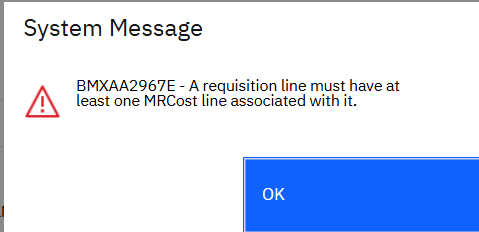 System Message
BMXAA2967E - A requisition line must have at
least one MRCost line associated with it.
OK